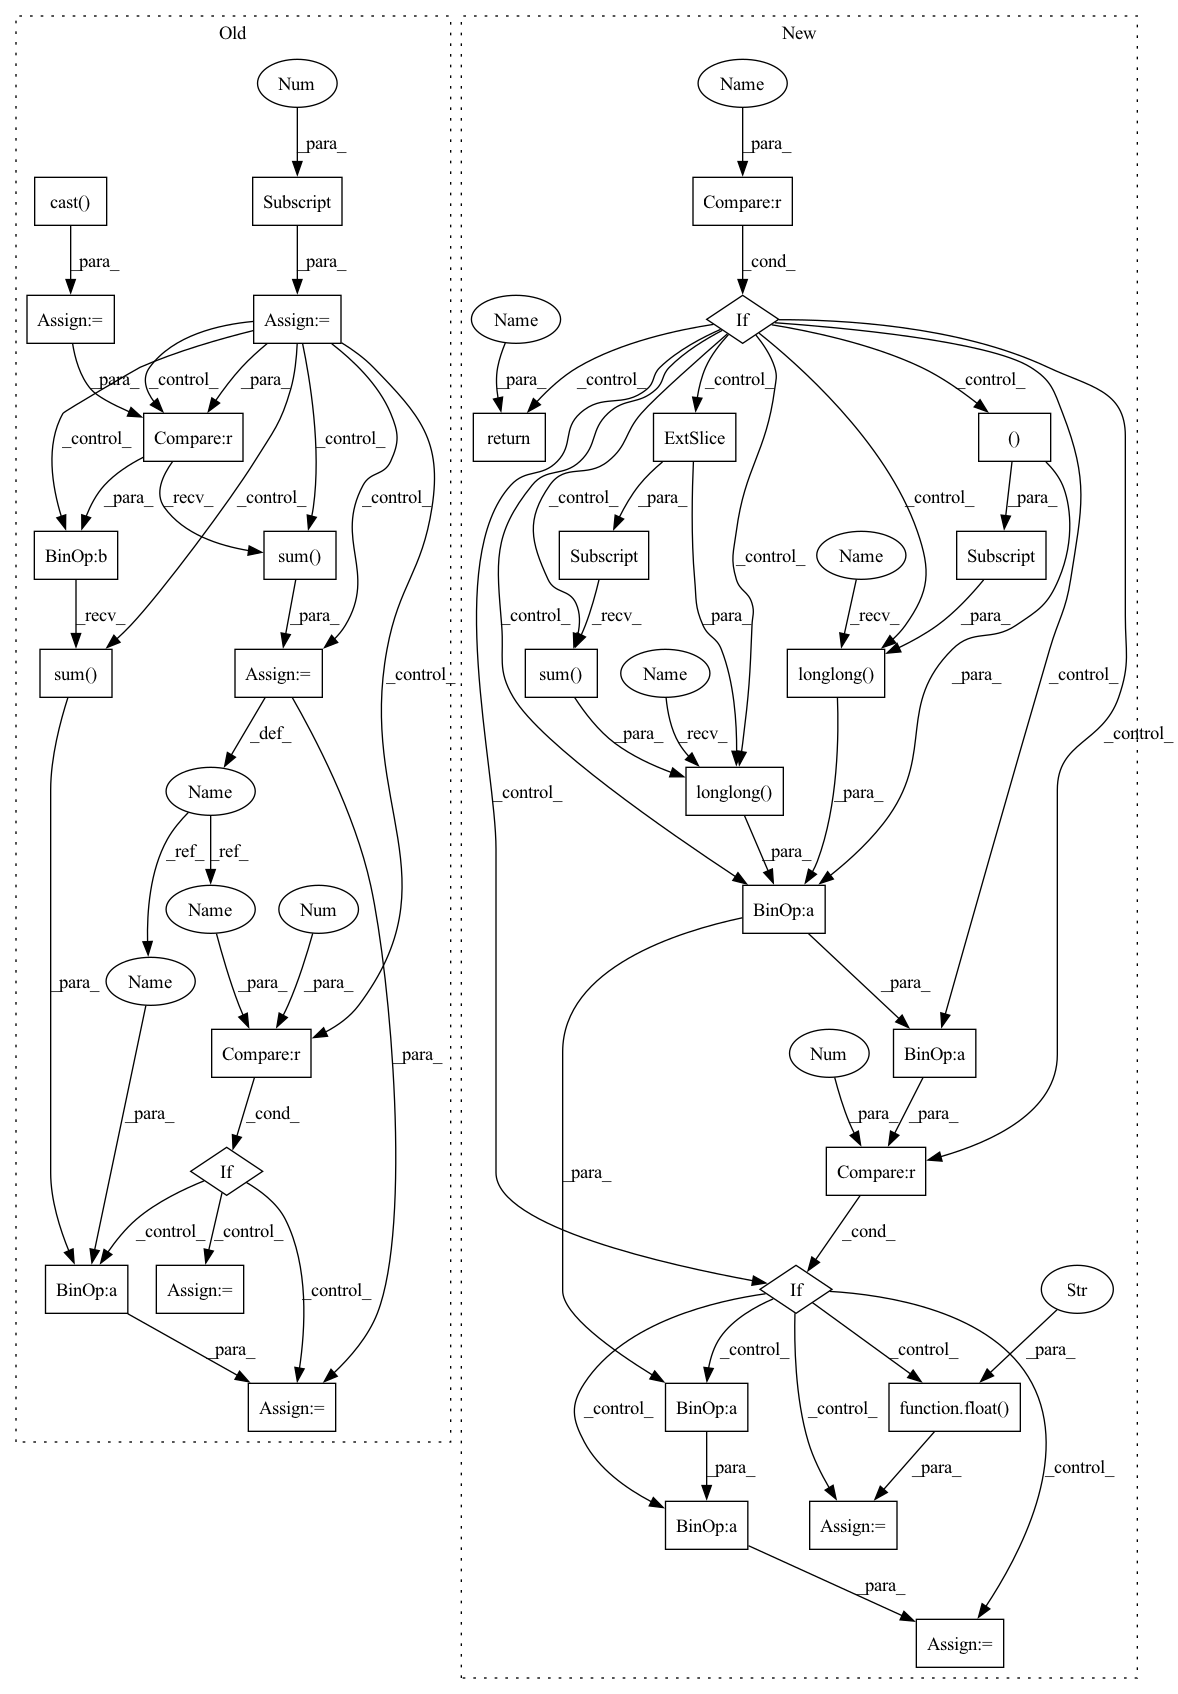 Old
New
Num
Name
_para_
_para_
cast()
Subscript
Compare:r
_para_
_para_
_cond_
Assign:=
Assign:=
Name
If
_para_
_control_
_para_
_para_
_control_
_control_
_control_
_control_
Compare:r
return
ExtSlice
()
_control_
_para_
_recv_
_control_
_control_
_control_
_para_
_control_
_para_
BinOp:b
sum()
Subscript
Name
Subscript
_recv_
_para_
_control_
_para_
_recv_
_para_
_control_
_recv_
_para_
sum()
Assign:=
sum()
Name
longlong()
_control_
_para_
_control_
_def_
_para_
_recv_
_control_
Name
longlong()
_control_
_para_
_ref_
_ref_
_para_
Name
Num
BinOp:a
Name
_para_
_para_
_para_
_para_
Num
Compare:r
BinOp:a
_para_
_para_
_cond_
_para_
_para_
If
Compare:r
_para_
_control_
_control_
_cond_
BinOp:a
Assign:=
_control_
If
Str
_para_
_control_
_control_
_para_
Assign:=
BinOp:a
_control_
_control_
function.float()
_para_
_para_
_control_
BinOp:a
Assign:=
_para_
Assign:=